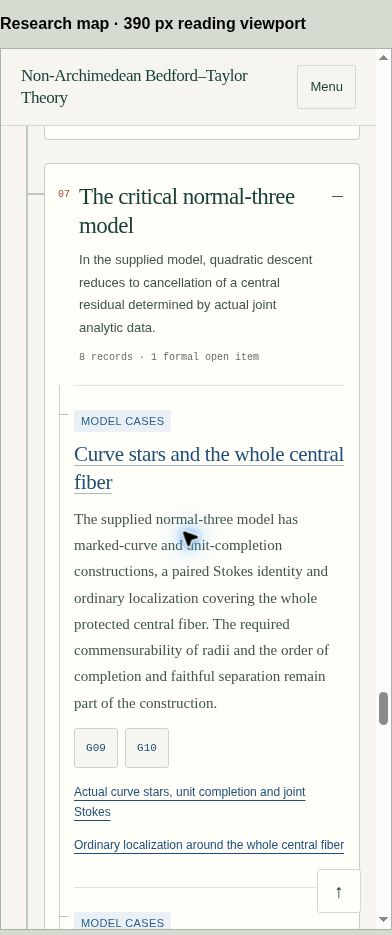 Research map · 390 px reading viewport
Non-Archimedean Bedford–Taylor
Theory
Menu
07
The critical normal-three
model
—
In the supplied model, quadratic descent
reduces to cancellation of a central
residual determined by actual joint
analytic data.
8 records · 1 formal open item
MODEL CASES
Curve stars and the whole central
fiber
The supplied normal-three model has
marked-curve and unit-completion
constructions, a paired Stokes identity and
ordinary localization covering the whole
protected central fiber. The required
commensurability of radii and the order of
completion and faithful separation remain
part of the construction.
G09 G10
Actual curve stars, unit completion and joint
Stokes
Ordinary localization around the whole central fiber
↑
MODEL CASES